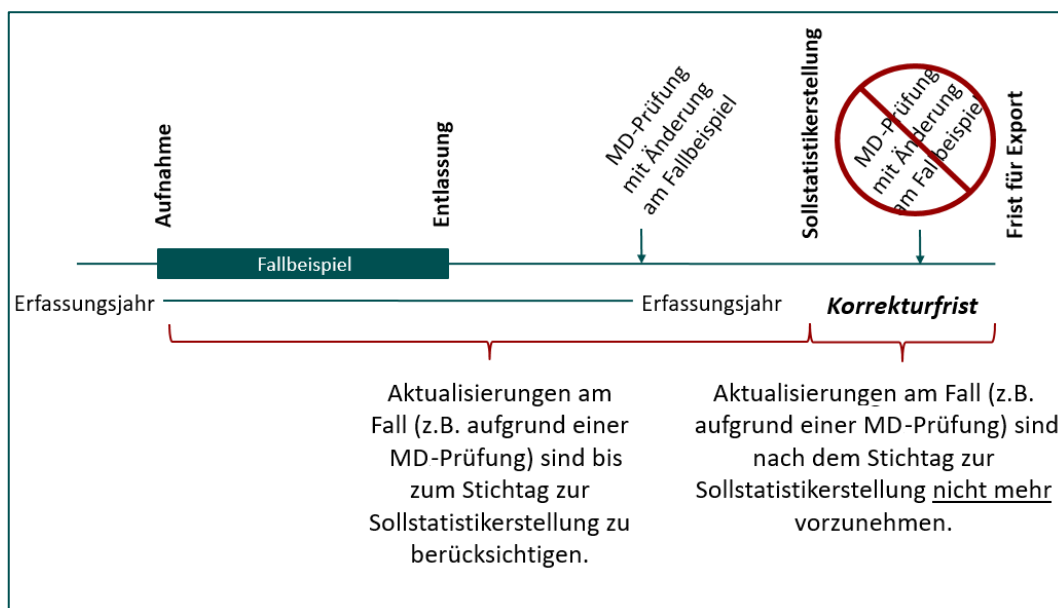 Aufnahme
Entlassung
MD-Prüfung
mit Änderung
am Fallbeispiel
Sollstatistikerstellung
MD-Prüfung
mit Änderung
am Fallbeispiel
Frist für Export
Fallbeispiel
Erfassungsjahr
Erfassungsjahr
Korrekturfrist
Aktualisierungen am
Fall (z.B. aufgrund einer
MD-Prüfung) sind bis
zum Stichtag zur
Sollstatistikerstellung zu
berücksichtigen.
Aktualisierungen am Fall (z.B.
aufgrund einer MD-Prüfung) sind
nach dem Stichtag zur
Sollstatistikerstellung nicht mehr
vorzunehmen.